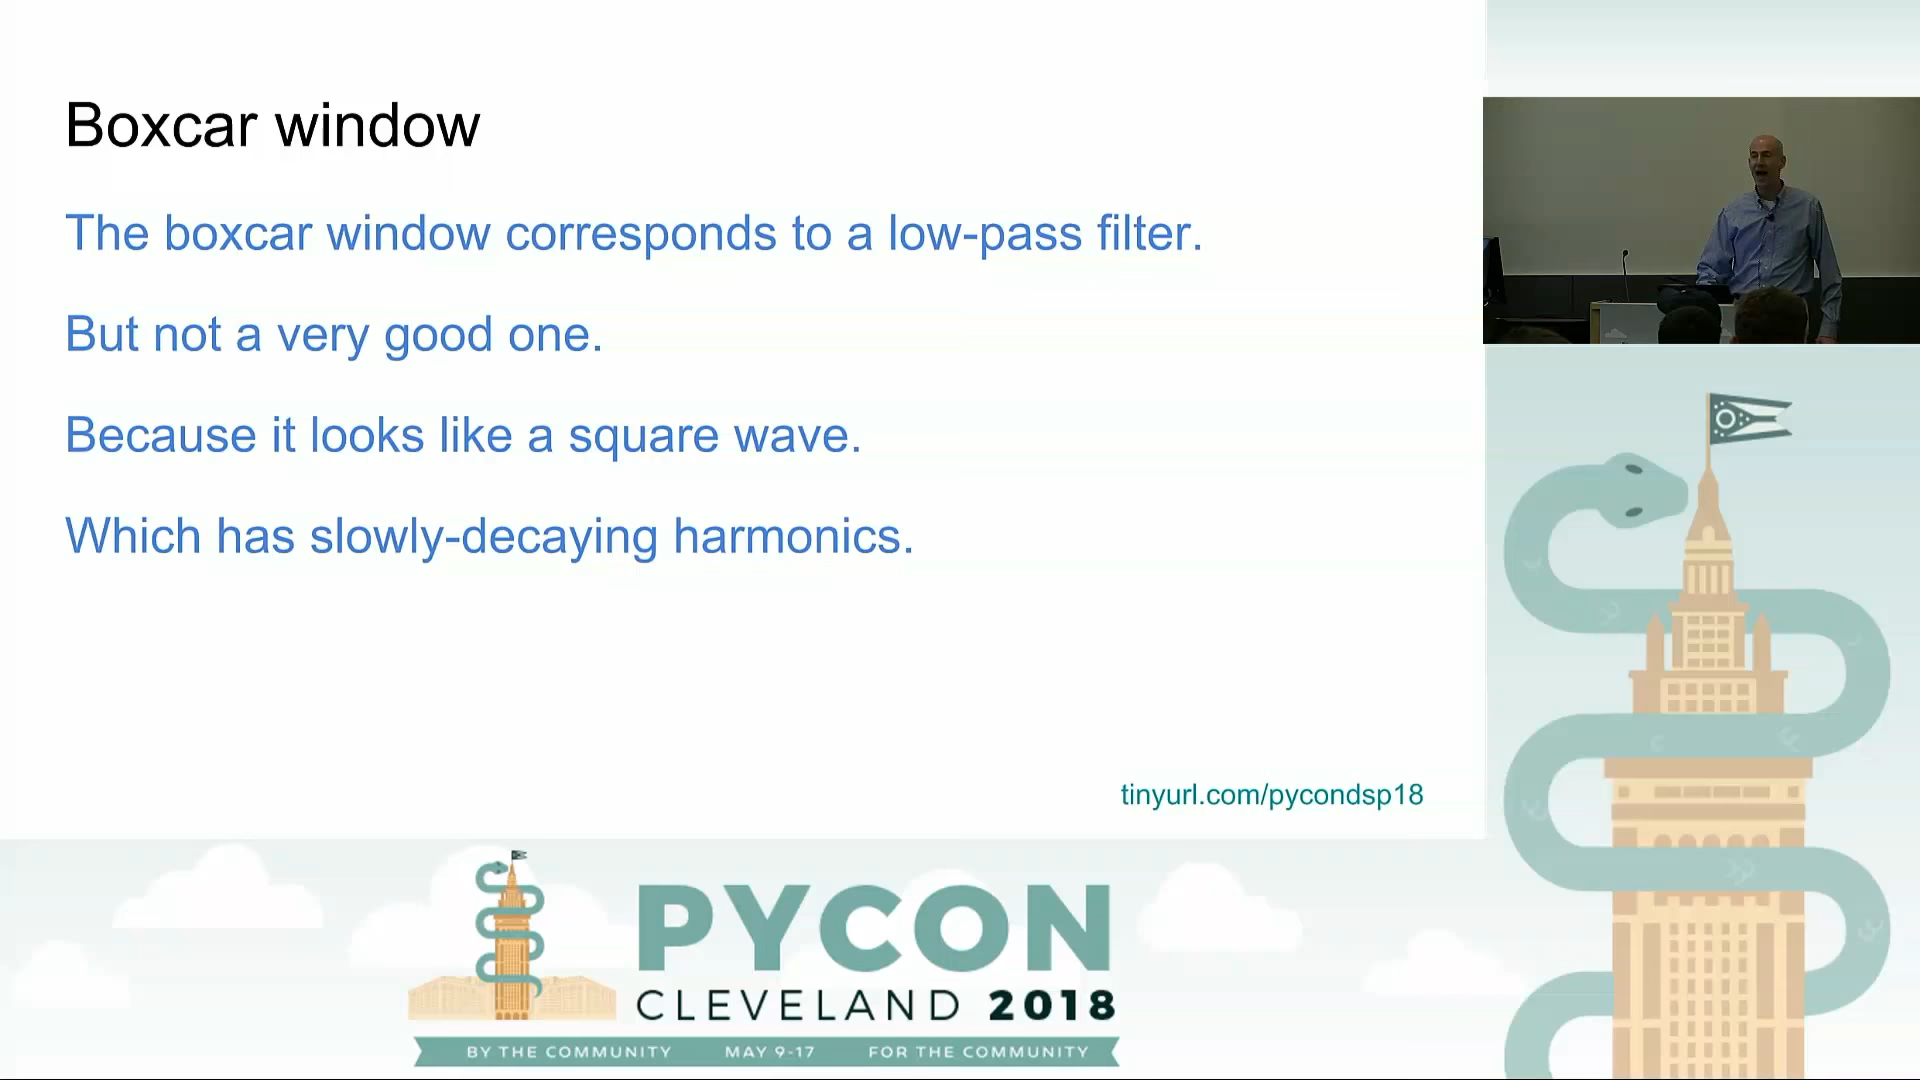 Boxcar window
The boxcar window corresponds to a low-pass filter.
But not a very good one.
Because it looks like a square wave.
Which has slowly-decaying harmonics.
tinyurl.com/pycondsp18
PYCON
CLEVELAND 2018
BY THE COMMUNITY MAY 9-17 FOR THE COMMUNITY